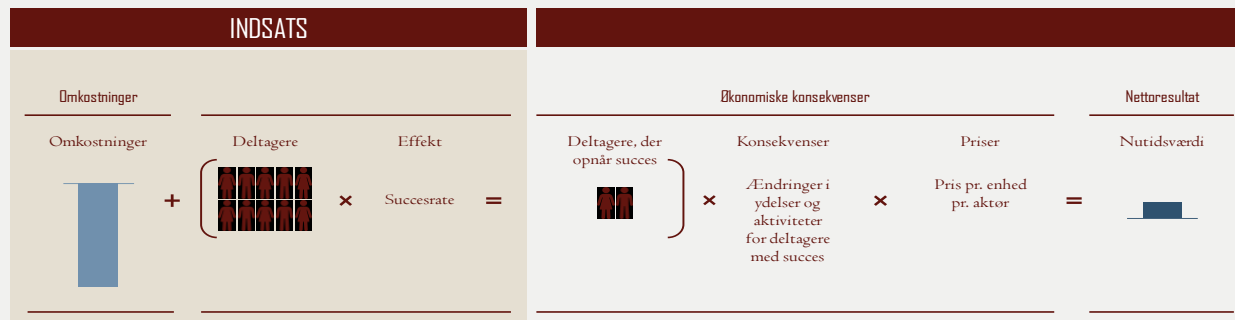 INDSATS
Omkostninger
Økonomiske konsekvenser
Nettoresultat
Omkostninger
Deltagere
Effekt
Deltagere, der
opnår succes
Konsekvenser
Priser
Nutidsværdi
+
×
Succesrate
=
×
Ændringer i
ydelser og
aktiviteter
for deltagere
med succes
×
Pris pr. enhed
pr. aktør
=